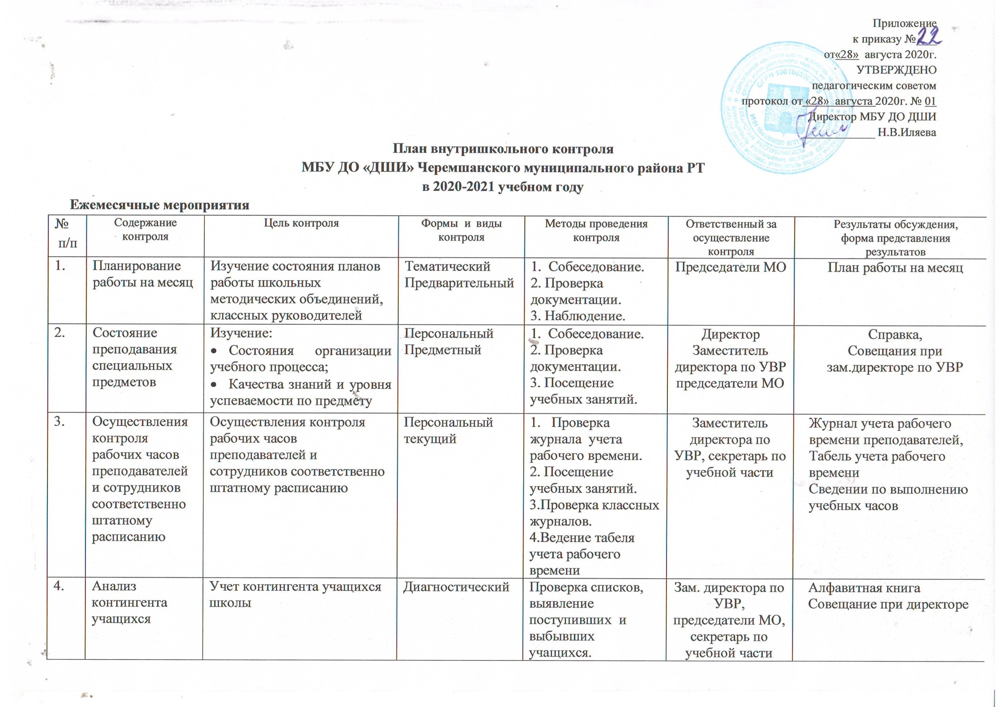 Приложение
к приказу № 22
от«28» августа 2020г.
УТВЕРЖДЕНО
педагогическим советом
протокол от «28» августа 2020г. № 01
Директор МБУ ДО ДШИ
Н.В.Иляева
План внутришкольного контроля
МБУ ДО «ДШИ» Черемшанского муниципального района РТ
в 2020-2021 учебном году
Ежемесячные мероприятия
№
п/п
Содержание
контроля
Цель контроля
Формы и виды
контроля
Методы проведения
контроля
Ответственный за
осуществление
контроля
Результаты обсуждения,
форма представления
результатов
1.
Планирование
работы на месяц
Изучение состояния планов
работы школьных
методических объединений,
классных руководителей
Тематический
Предварительный
1. Собеседование.
2. Проверка
документации.
3. Наблюдение.
Председатели МО
План работы на месяц
2.
Состояние
преподавания
специальных
предметов
Изучение:
• Состояния организации
учебного процесса;
• Качества знаний и уровня
успеваемости по предмету
Персональный
Предметный
1. Собеседование.
2. Проверка
документации.
3. Посещение
учебных занятий.
Директор
Заместитель
директора по УВР
председатели МО
Справка,
Совещания при
зам.директоре по УВР
3.
Осуществления
контроля
рабочих часов
преподавателей
и сотрудников
соответственно
штатному
расписанию
Осуществления контроля
рабочих часов
преподавателей и
сотрудников соответственно
штатному расписанию
Персональный
текущий
1. Проверка
журнала учета
рабочего времени.
2. Посещение
учебных занятий.
3.Проверка классных
журналов.
4.Ведение табеля
учета рабочего
времени
Заместитель
директора по
УВР, секретарь по
учебной части
Журнал учета рабочего
времени преподавателей,
Табель учета рабочего
времени
Сведении по выполнению
учебных часов
4.
Анализ
контингента
учащихся
Учет контингента учащихся
школы
Диагностический
Проверка списков,
выявление
поступивших и
выбывших
учащихся.
Зам. директора по
УВР,
председатели МО,
секретарь по
учебной части
Алфавитная книга
Совещание при директоре